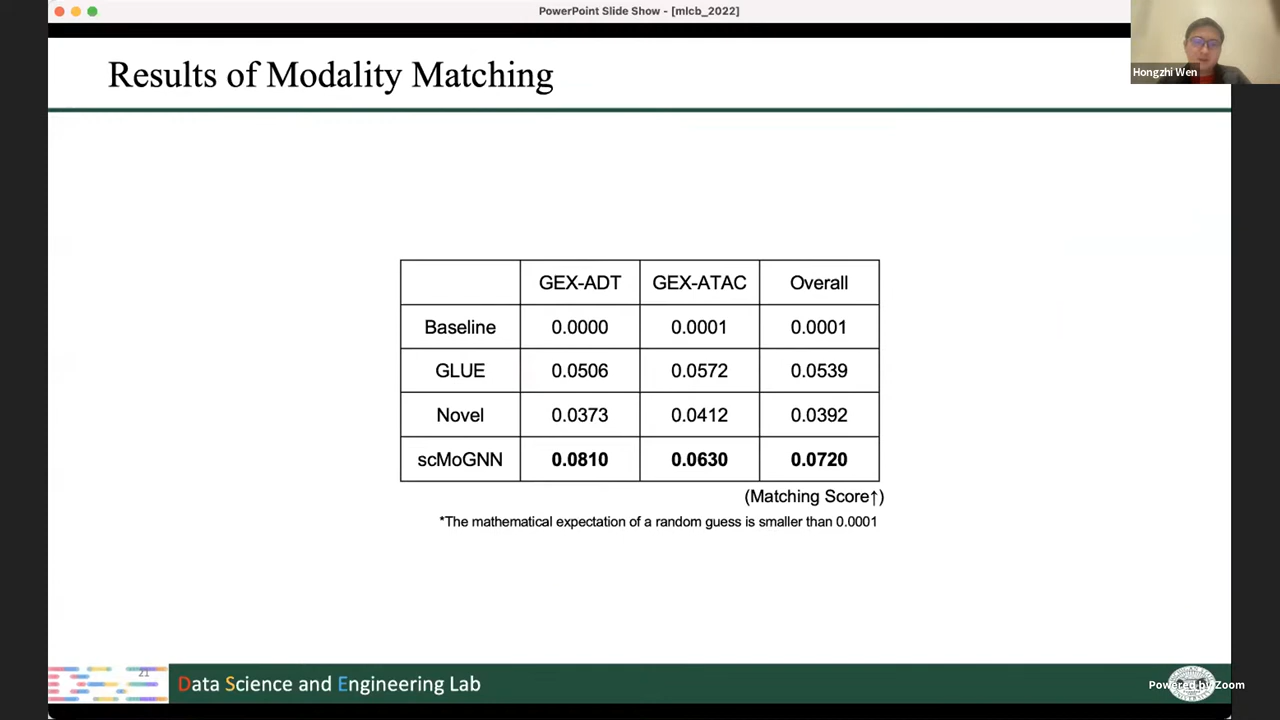 PowerPoint Slide Show - [mlcb_2022]
Hongzhi Wen
Results of Modality Matching
GEX-ADT GEX-ATAC Overall
Baseline 0.0000 0.0001 0.0001
GLUE 0.0506 0.0572 0.0539
Novel 0.0373 0.0412 0.0392
scMoGNN 0.0810 0.0630 0.0720
(Matching Score↑)
*The mathematical expectation of a random guess is smaller than 0.0001
21
Data Science and Engineering Lab
Powered by Zoom